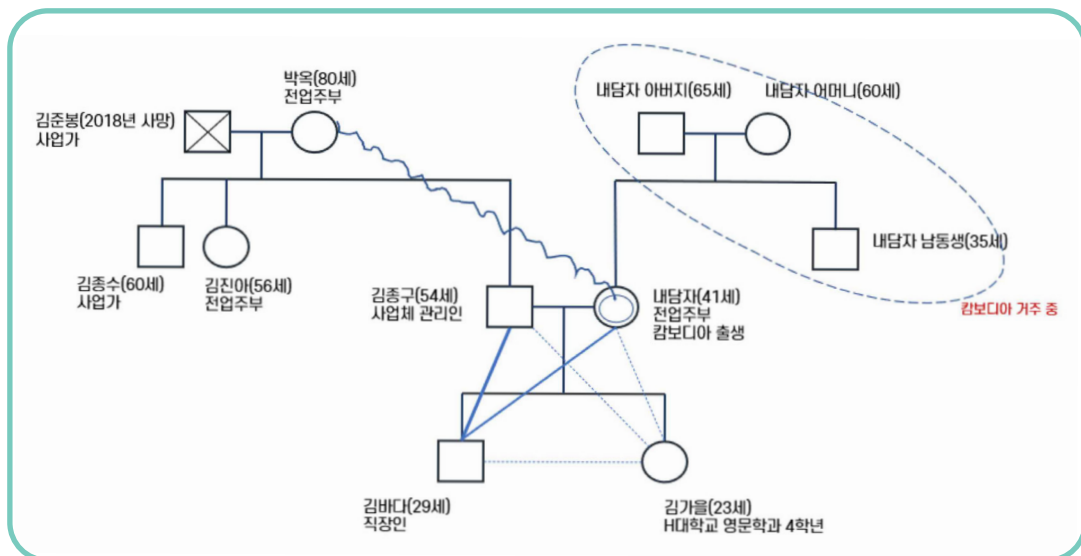 박옥(80세)
전업주부
내담자 아버지(65세)
내담자 어머니(60세)
김준봉(2018년 사망)
사업가
내담자 남동생(35세)
김종수(60세)
사업가
김진아(56세)
전업주부
김종구(54세)
사업체 관리인
내담자(41세)
전업주부
캄보디아 출생
캄보디아 거주 중
김바다(29세)
직장인
김가을(23세)
H대학교 영문학과 4학년